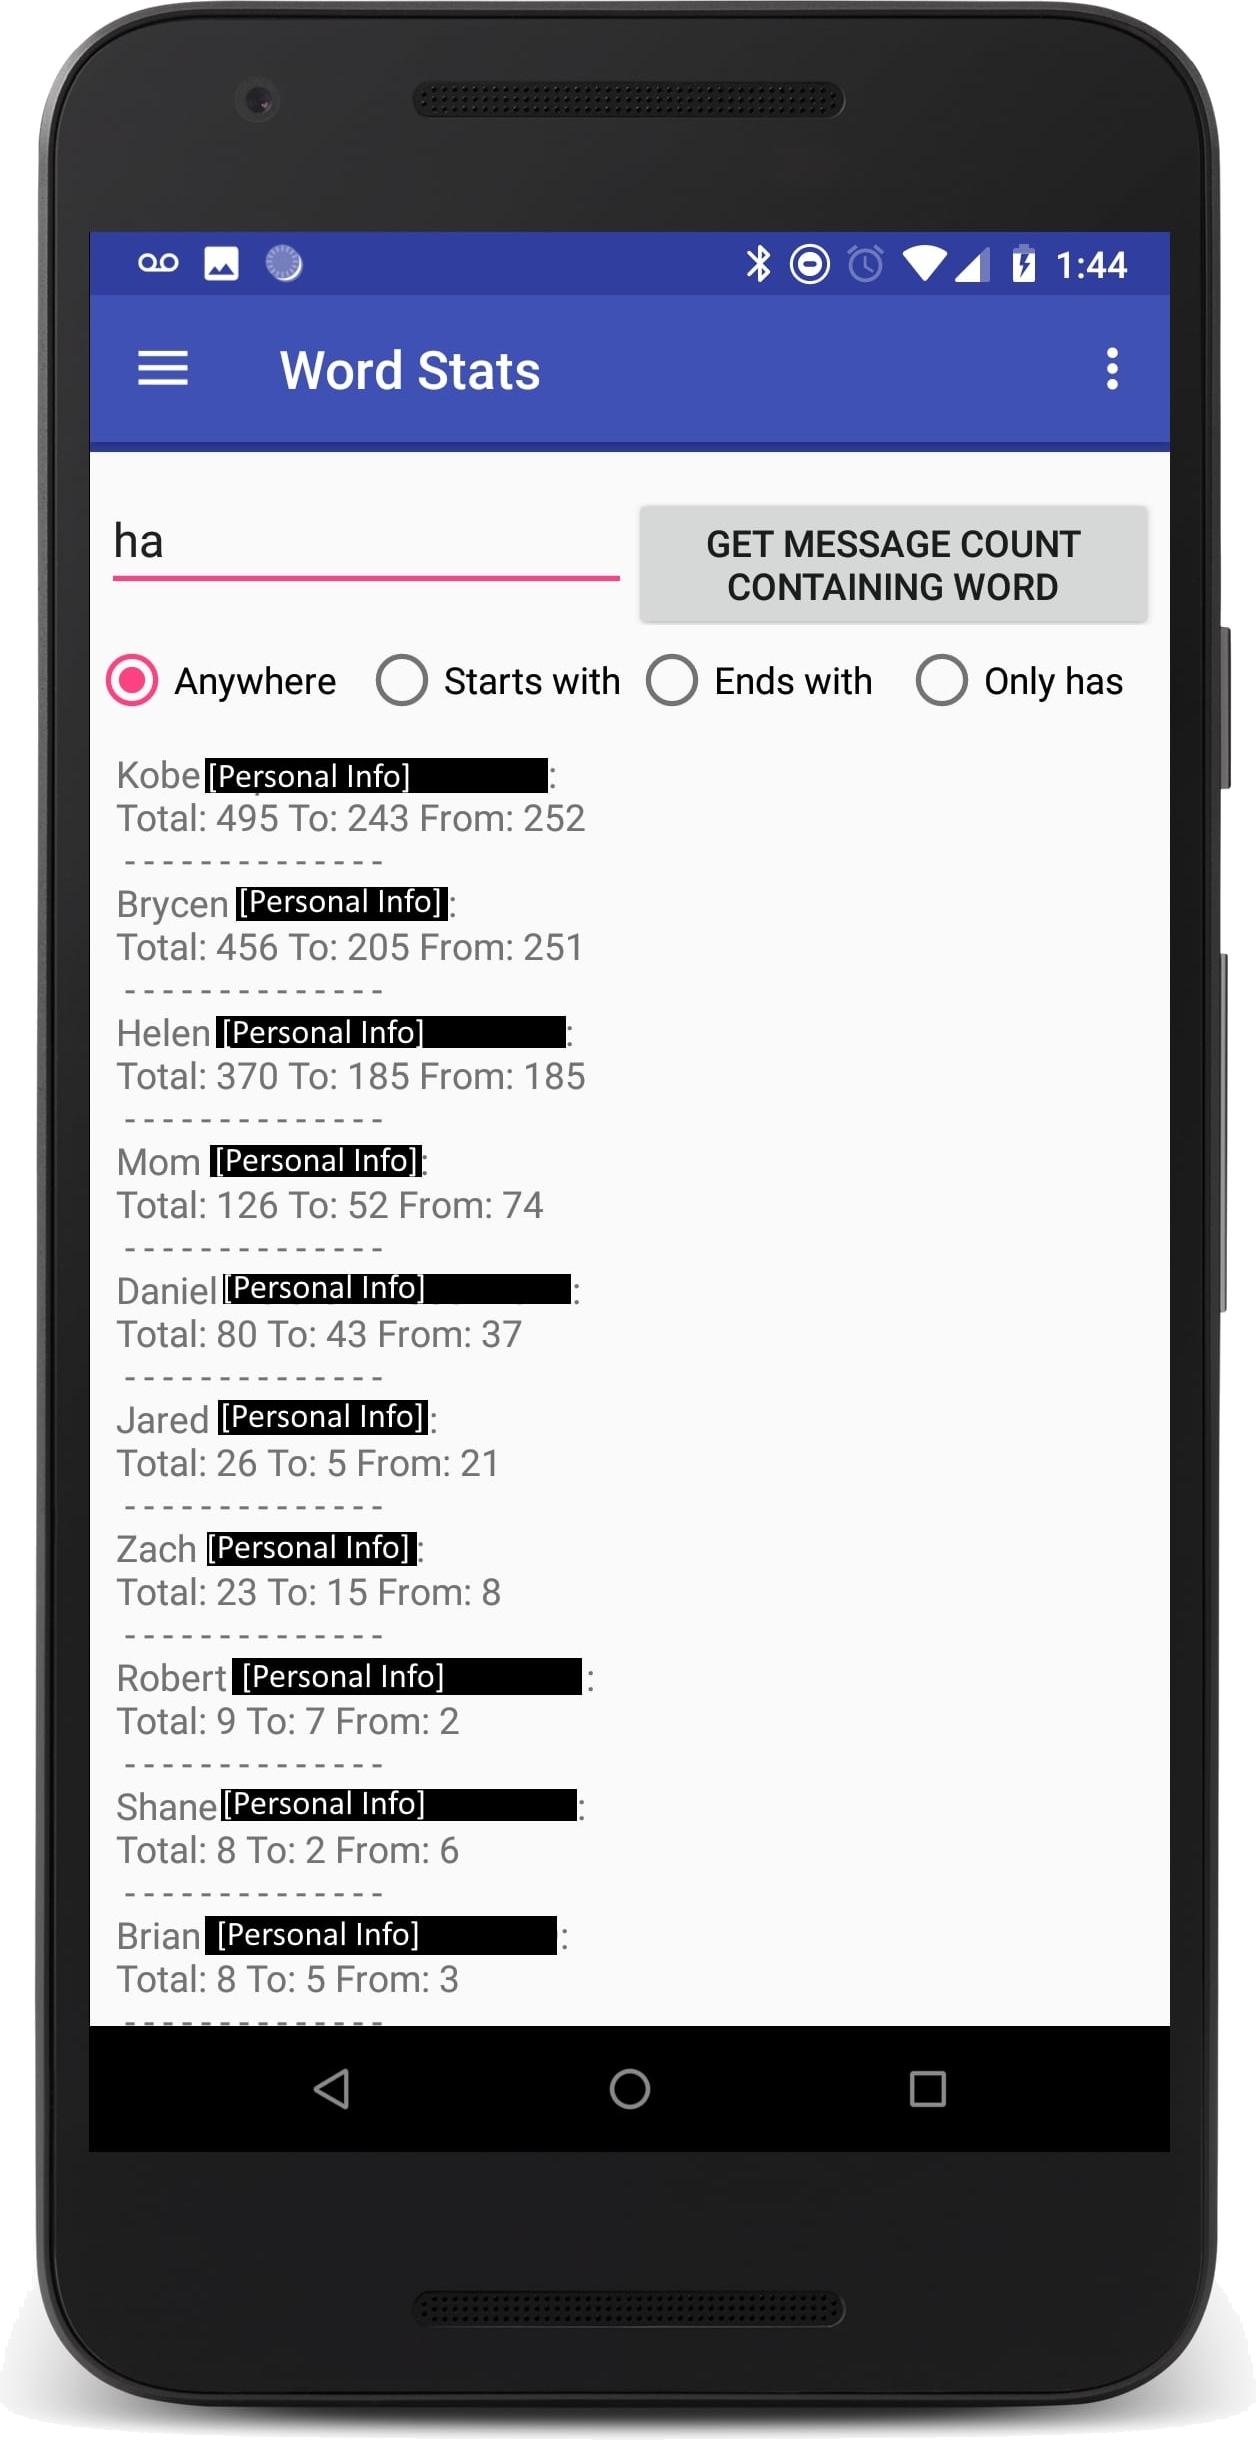 1:44
Word Stats
ha
GET MESSAGE COUNT
CONTAINING WORD
Anywhere Starts with Ends with Only has
Kobe [Personal Info] :
Total: 495 To: 243 From: 252
--------------
Brycen [Personal Info] :
Total: 456 To: 205 From: 251
--------------
Helen [Personal Info] :
Total: 370 To: 185 From: 185
--------------
Mom [Personal Info] :
Total: 126 To: 52 From: 74
--------------
Daniel [Personal Info] :
Total: 80 To: 43 From: 37
--------------
Jared [Personal Info] :
Total: 26 To: 5 From: 21
--------------
Zach [Personal Info] :
Total: 23 To: 15 From: 8
--------------
Robert [Personal Info] :
Total: 9 To: 7 From: 2
--------------
Shane [Personal Info] :
Total: 8 To: 2 From: 6
--------------
Brian [Personal Info] :
Total: 8 To: 5 From: 3
--------------